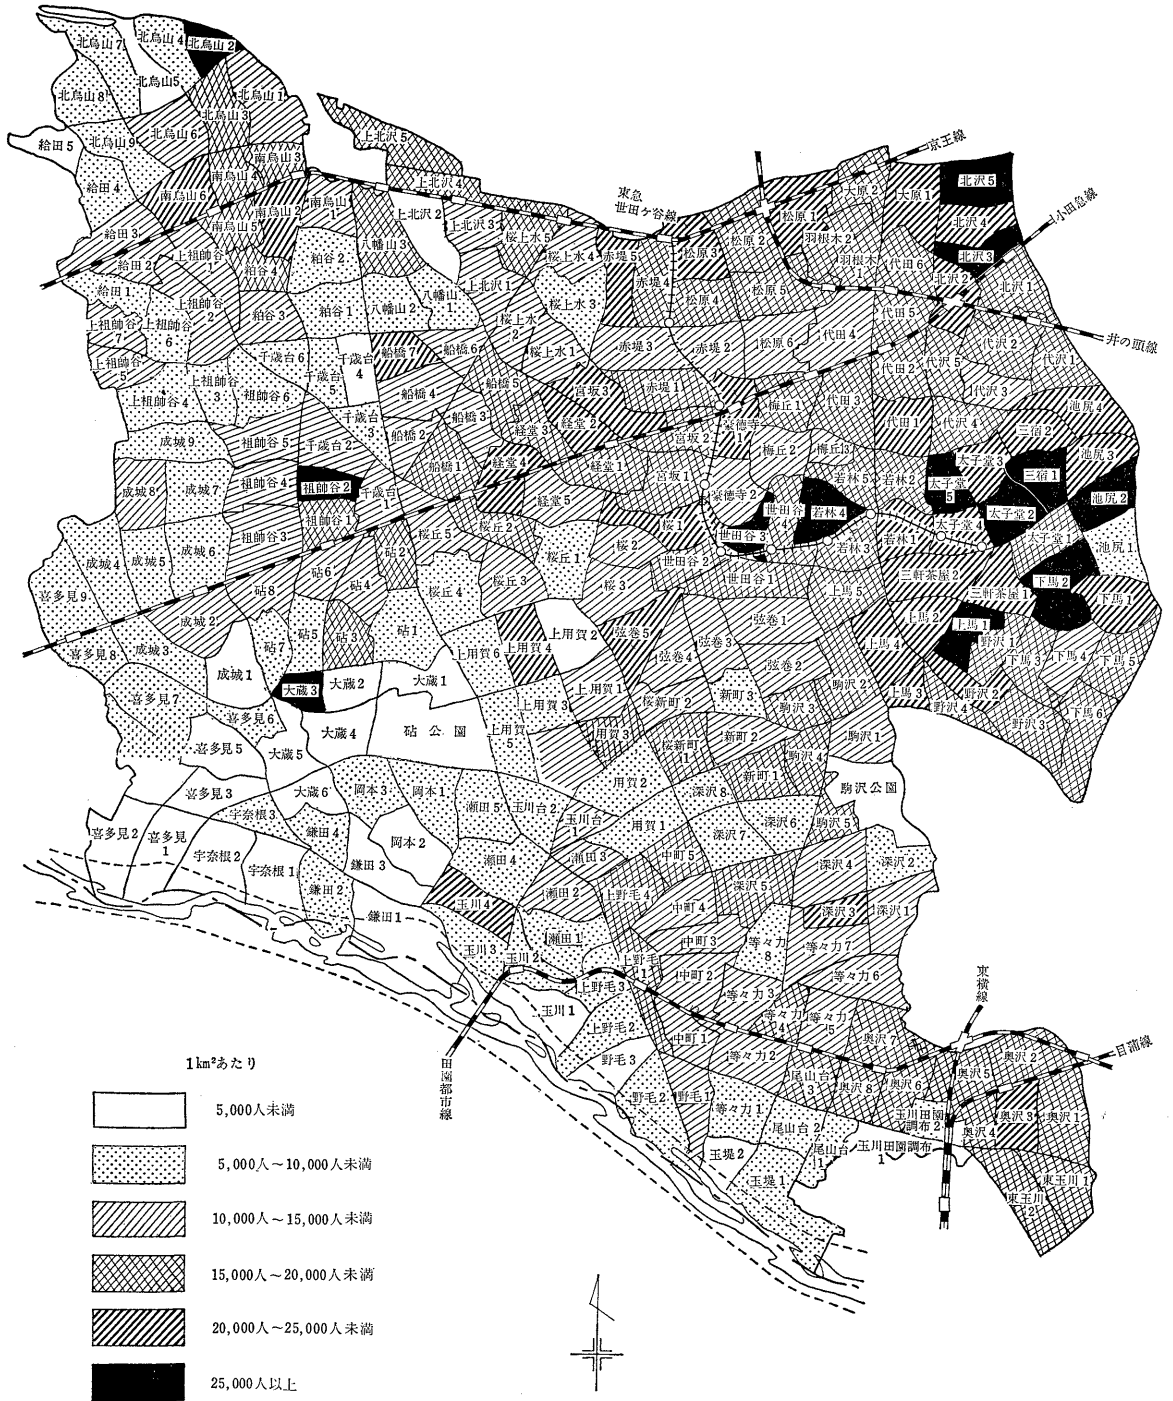 北烏山7
北烏山4
北烏山2
北烏山5
北烏山8
北烏山1
北烏山3
北烏山6
北烏山9
給田5
給田4
南烏山3
南烏山4
南烏山6
南烏山2
南烏山1
南烏山5
上北沢5
上北沢4
上北沢2
上北沢3
上北沢1
給田3
給田2
給田1
上祖師谷1
粕谷4
粕谷2
八幡山3
八幡山2
八幡山1
粕谷1
粕谷3
上祖師谷2
上祖師谷6
上祖師谷7
上祖師谷5
上祖師谷4
上祖師谷3
桜上水5
桜上水4
桜上水3
桜上水2
桜上水1
東急
世田ヶ谷線
京王線
小田急線
井の頭線
赤堤5
赤堤4
赤堤3
赤堤2
赤堤1
松原3
松原2
松原1
松原4
松原5
松原6
羽根木2
羽根木1
大原2
大原1
北沢5
北沢4
北沢3
北沢2
北沢1
代田6
代田5
代田4
代田3
代田2
代田1
代沢5
代沢2
代沢1
代沢3
代沢4
池尻4
池尻3
池尻2
池尻1
三宿2
三宿1
太子堂3
太子堂5
太子堂2
太子堂4
太子堂1
千歳台6
千歳台5
千歳台4
千歳台3
千歳台2
千歳台1
祖師谷6
祖師谷5
祖師谷4
祖師谷3
祖師谷2
祖師谷1
船橋7
船橋6
船橋5
船橋4
船橋3
船橋2
船橋1
宮坂3
宮坂2
宮坂1
経堂2
経堂3
経堂4
経堂1
経堂5
豪徳寺1
豪徳寺2
梅丘1
梅丘2
梅丘3
若林5
若林2
若林4
若林3
若林1
世田谷4
世田谷3
世田谷2
世田谷1
成城9
成城8
成城7
成城6
成城5
成城4
成城3
成城2
成城1
砧8
砧6
砧4
砧2
砧5
砧3
砧1
砧7
桜丘5
桜丘2
桜丘1
桜丘3
桜丘4
桜1
桜2
桜3
三軒茶屋2
三軒茶屋1
下馬2
下馬1
下馬3
下馬4
下馬5
下馬6
上馬5
上馬4
上馬2
上馬1
上馬3
野沢1
野沢2
野沢4
野沢3
喜多見9
喜多見8
喜多見7
喜多見6
喜多見5
喜多見3
喜多見2
喜多見1
大蔵3
大蔵2
大蔵1
大蔵4
大蔵5
大蔵6
砧公園
上用賀6
上用賀4
上用賀2
上用賀1
上用賀3
上用賀5
弦巻5
弦巻4
弦巻3
弦巻1
弦巻2
桜新町2
桜新町1
新町3
新町2
新町1
用賀3
用賀2
用賀1
駒沢2
駒沢3
駒沢1
駒沢4
駒沢公園
駒沢5
宇奈根3
宇奈根2
宇奈根1
岡本3
岡本1
岡本2
鎌田4
鎌田3
鎌田2
鎌田1
瀬田5
瀬田4
瀬田3
瀬田2
瀬田1
玉川台2
玉川台1
玉川4
玉川3
玉川2
玉川1
深沢8
深沢7
深沢6
深沢5
深沢4
深沢2
深沢3
深沢1
中町5
中町4
中町3
中町2
中町1
上野毛4
上野毛1
上野毛3
上野毛2
野毛3
野毛2
野毛1
等々力8
等々力7
等々力6
等々力3
等々力4
等々力5
等々力2
等々力1
尾山台3
尾山台2
尾山台1
奥沢7
奥沢8
奥沢6
奥沢5
奥沢2
奥沢3
奥沢1
奥沢4
玉川田園調布2
玉川田園調布1
玉堤2
玉堤1
東玉川1
東玉川2
東横線
目蒲線
田園都市線
1km²あたり
5,000人未満
5,000人～10,000人未満
10,000人～15,000人未満
15,000人～20,000人未満
20,000人～25,000人未満
25,000人以上